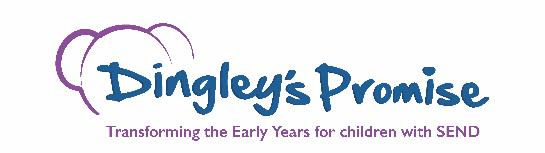 Dingley's Promise
Transforming the Early Years for children with SEND